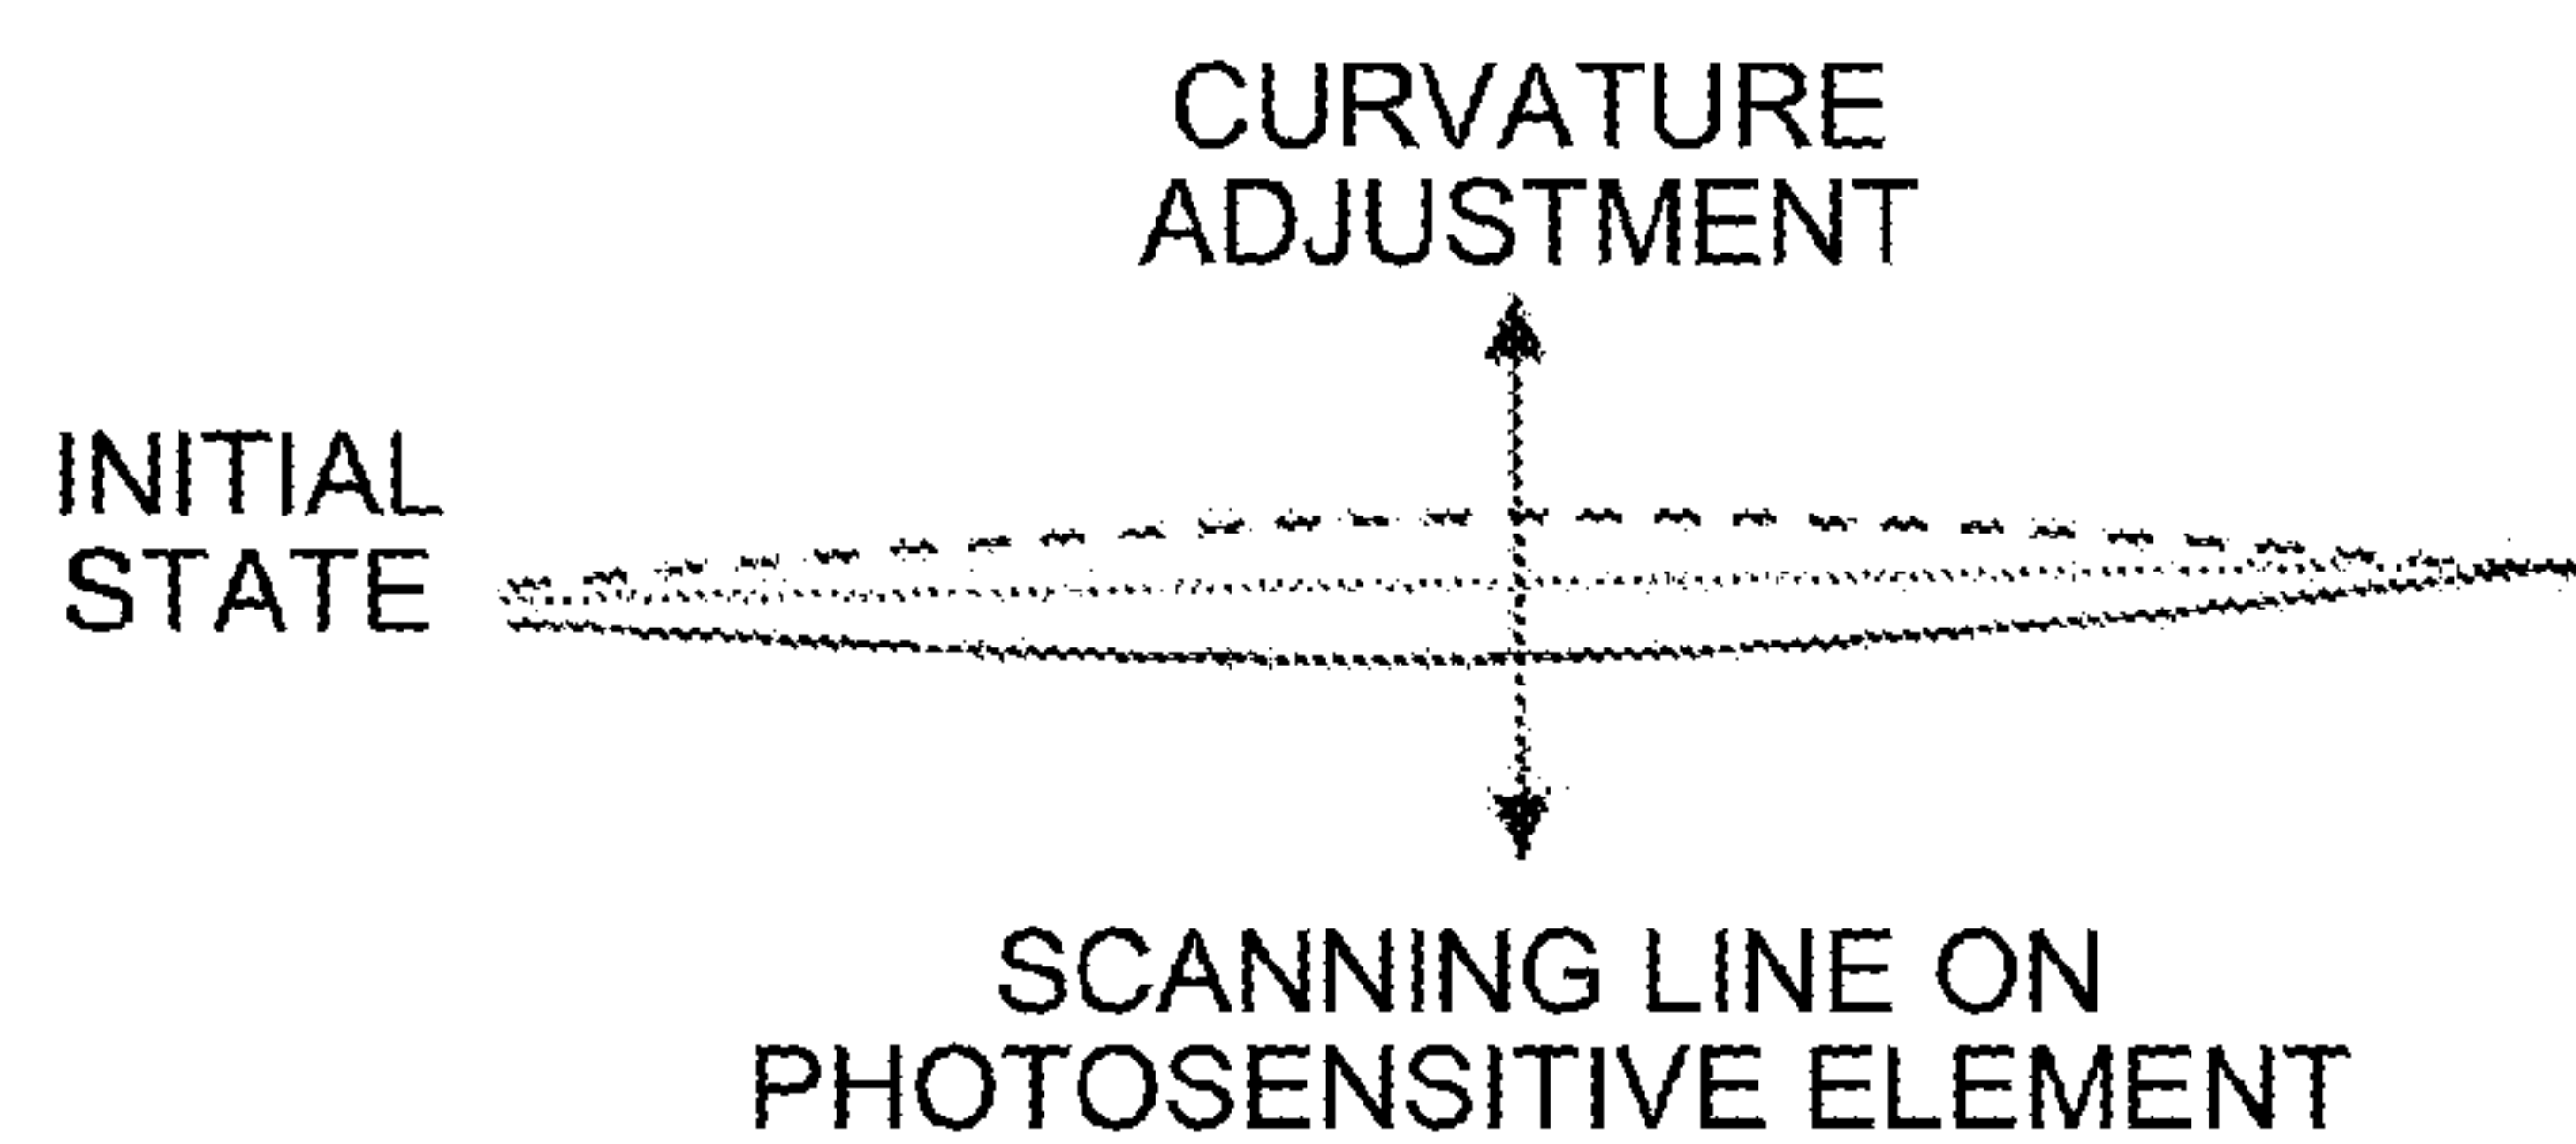 CURVATURE
ADJUSTMENT
INITIAL
STATE
SCANNING LINE ON
PHOTOSENSITIVE ELEMENT